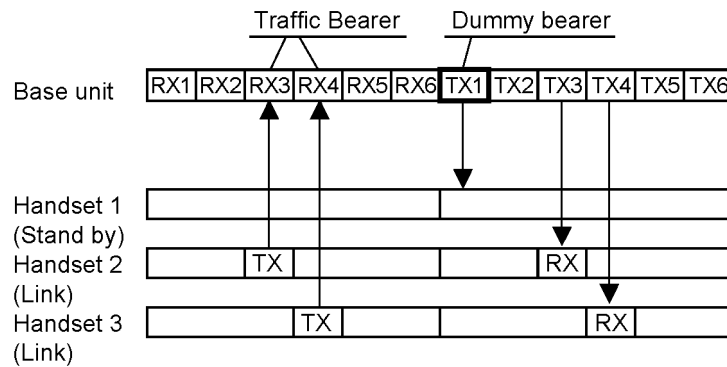 Traffic Bearer Dummy bearer
Base unit RX1 RX2 RX3 RX4 RX5 RX6 TX1 TX2 TX3 TX4 TX5 TX6
Handset 1
(Stand by)
Handset 2 TX RX
(Link)
Handset 3 TX RX
(Link)